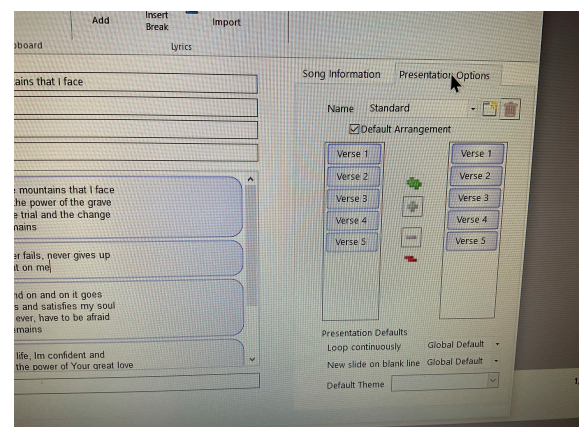 Add
Insert
Break
Import
board
Lyrics
Song Information
Presentation Options
ains that I face
Name
Standard
Default Arrangement
Verse 1
Verse 2
Verse 3
Verse 4
Verse 5
Verse 1
Verse 2
Verse 3
Verse 4
Verse 5
mountains that I face
he power of the grave
e trial and the change
mains
er fails, never gives up
t on me
nd on and on it goes
s and satisfies my soul
ever, have to be afraid
emains
life, Im confident and
the power of Your great love
Presentation Defaults
Loop continuously
Global Default
New slide on blank line
Global Default
Default Theme